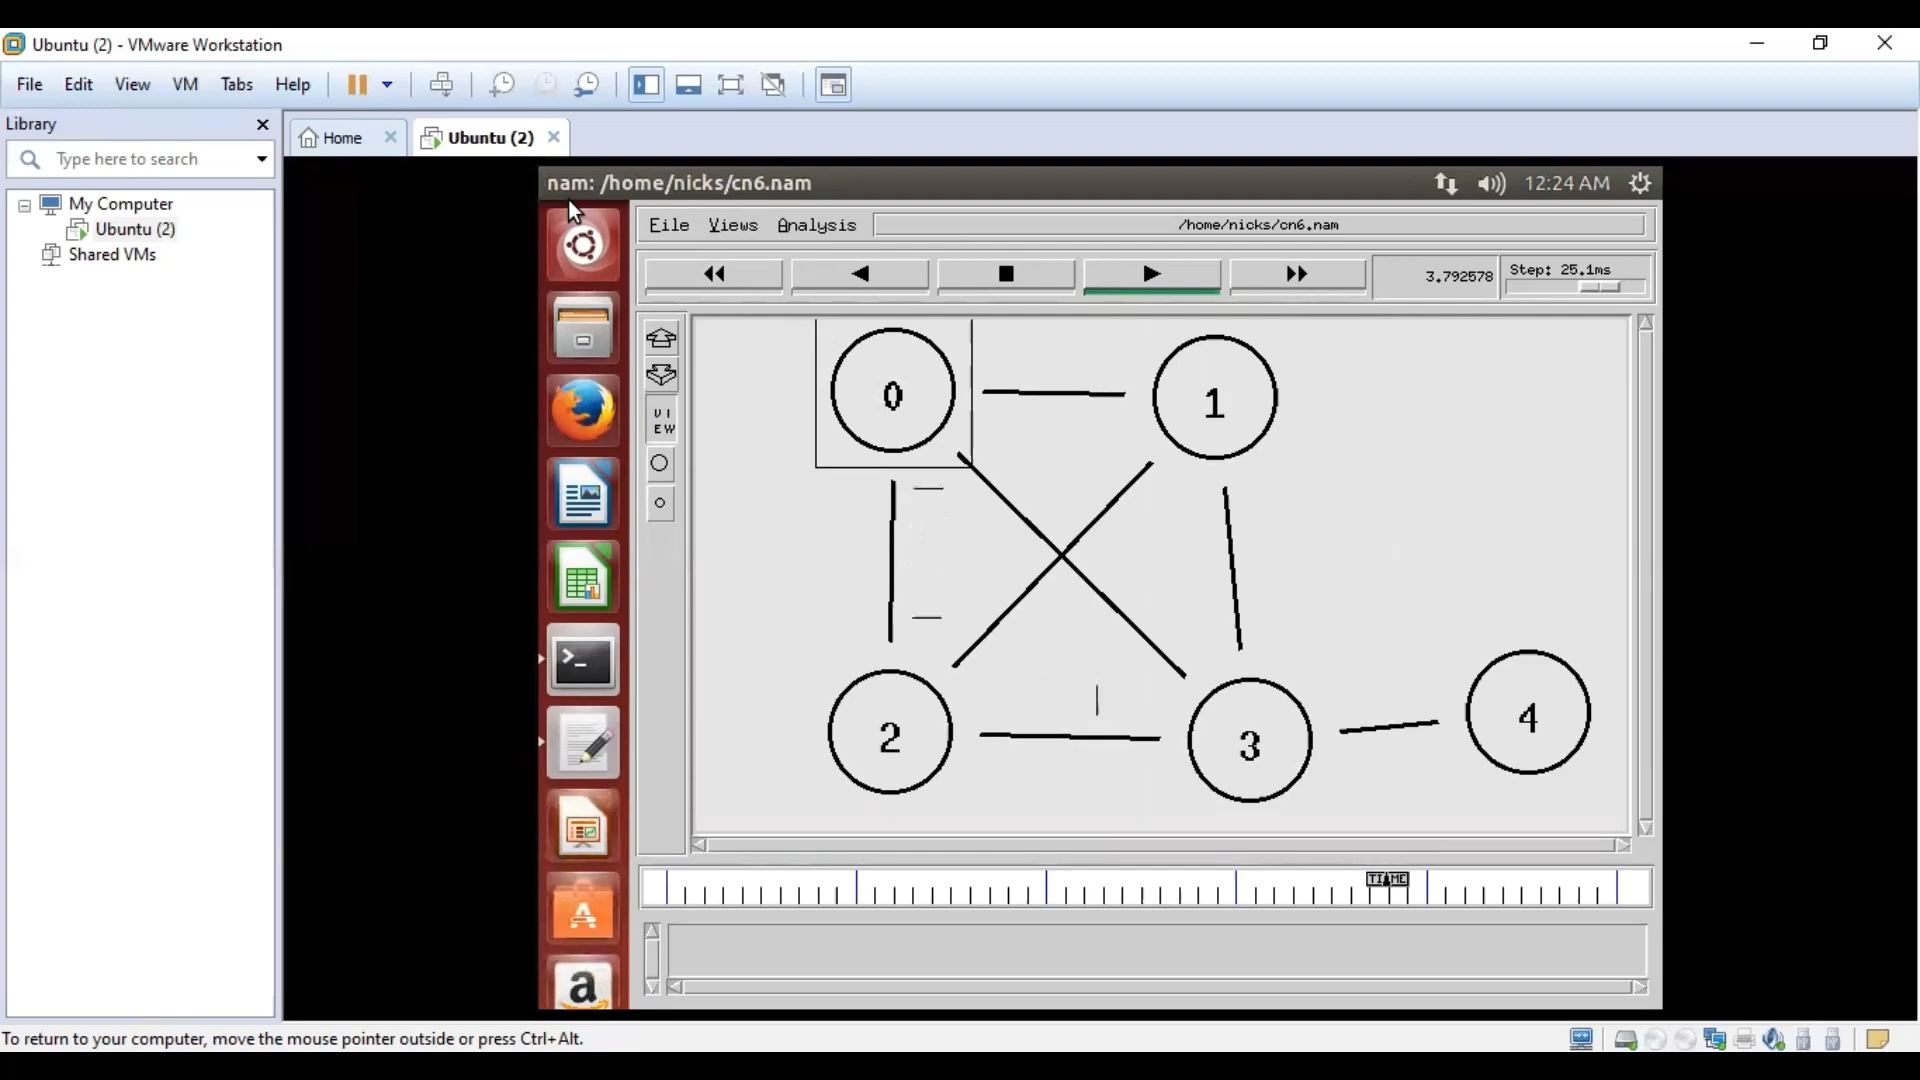 Ubuntu (2) - VMware Workstation
File Edit View VM Tabs Help
Library
Home
Ubuntu (2)
Type here to search
My Computer
Ubuntu (2)
Shared VMs
nam: /home/nicks/cn6.nam
12:24 AM
File Views Analysis
/home/nicks/cn6.nam
3.792578
Step: 25.1ms
VI
EW
0
1
2
3
4
TIME
To return to your computer, move the mouse pointer outside or press Ctrl+Alt.